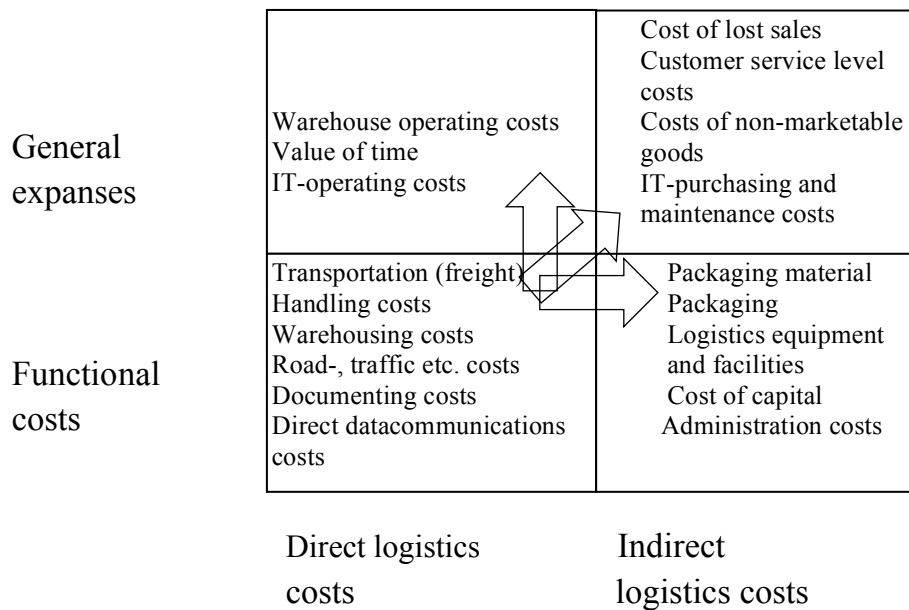 General
expanses
Warehouse operating costs
Value of time
IT-operating costs
Cost of lost sales
Customer service level
costs
Costs of non-marketable
goods
IT-purchasing and
maintenance costs
Functional
costs
Transportation (freight)
Handling costs
Warehousing costs
Road-, traffic etc. costs
Documenting costs
Direct datacommunications
costs
Packaging material
Packaging
Logistics equipment
and facilities
Cost of capital
Administration costs
Direct logistics
costs
Indirect
logistics costs